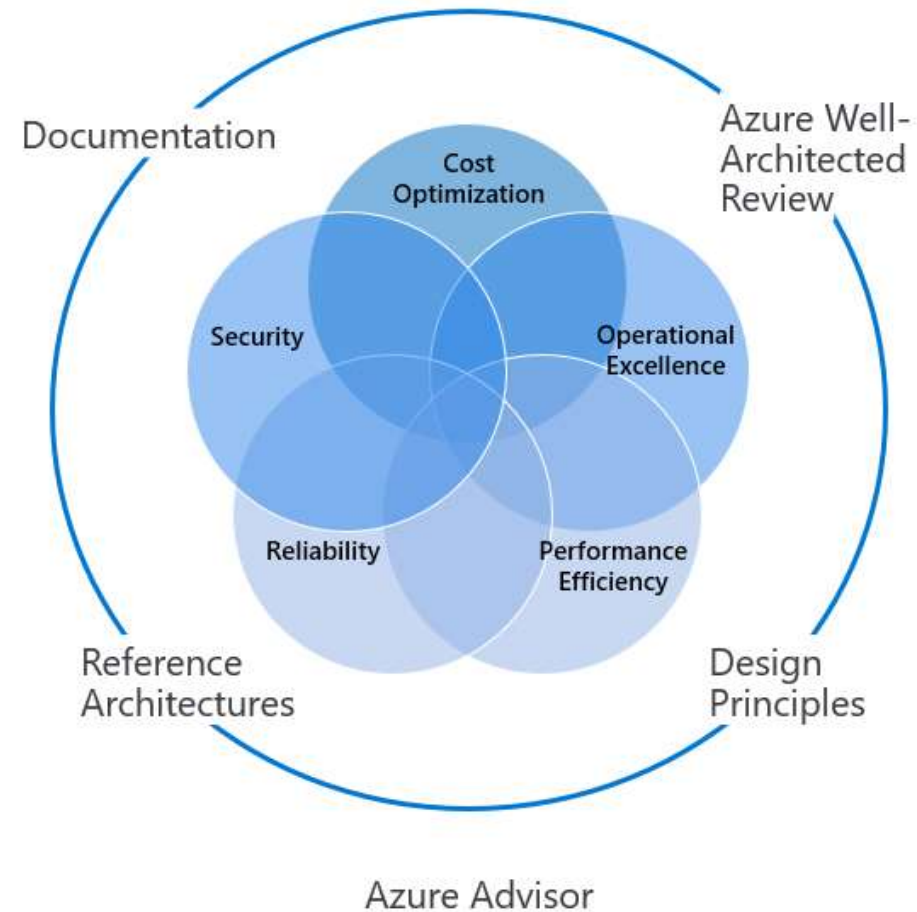 Documentation
Azure Well-
Architected
Review
Cost
Optimization
Security
Operational
Excellence
Reliability
Performance
Efficiency
Reference
Architectures
Design
Principles
Azure Advisor